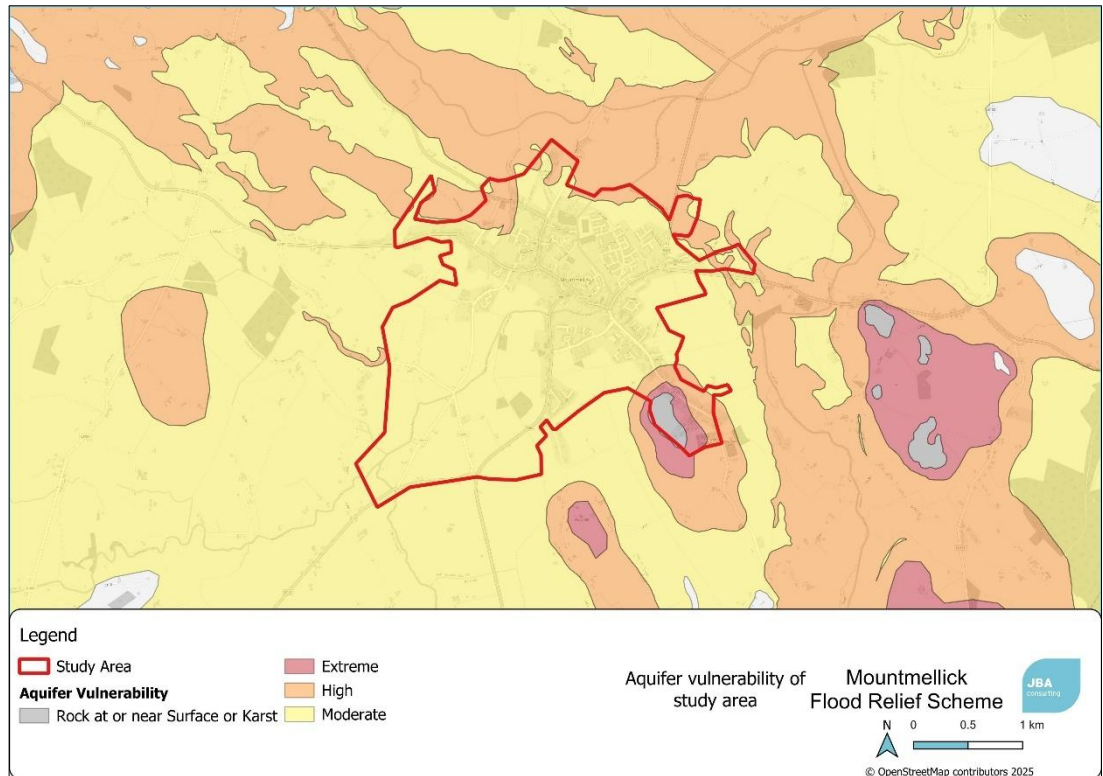 Legend
Study Area
Aquifer Vulnerability
Rock at or near Surface or Karst
Extreme
High
Moderate
Aquifer vulnerability of
study area
Mountmellick
Flood Relief Scheme
JBA
consulting
N
0 0.5 1 km
© OpenStreetMap contributors 2025